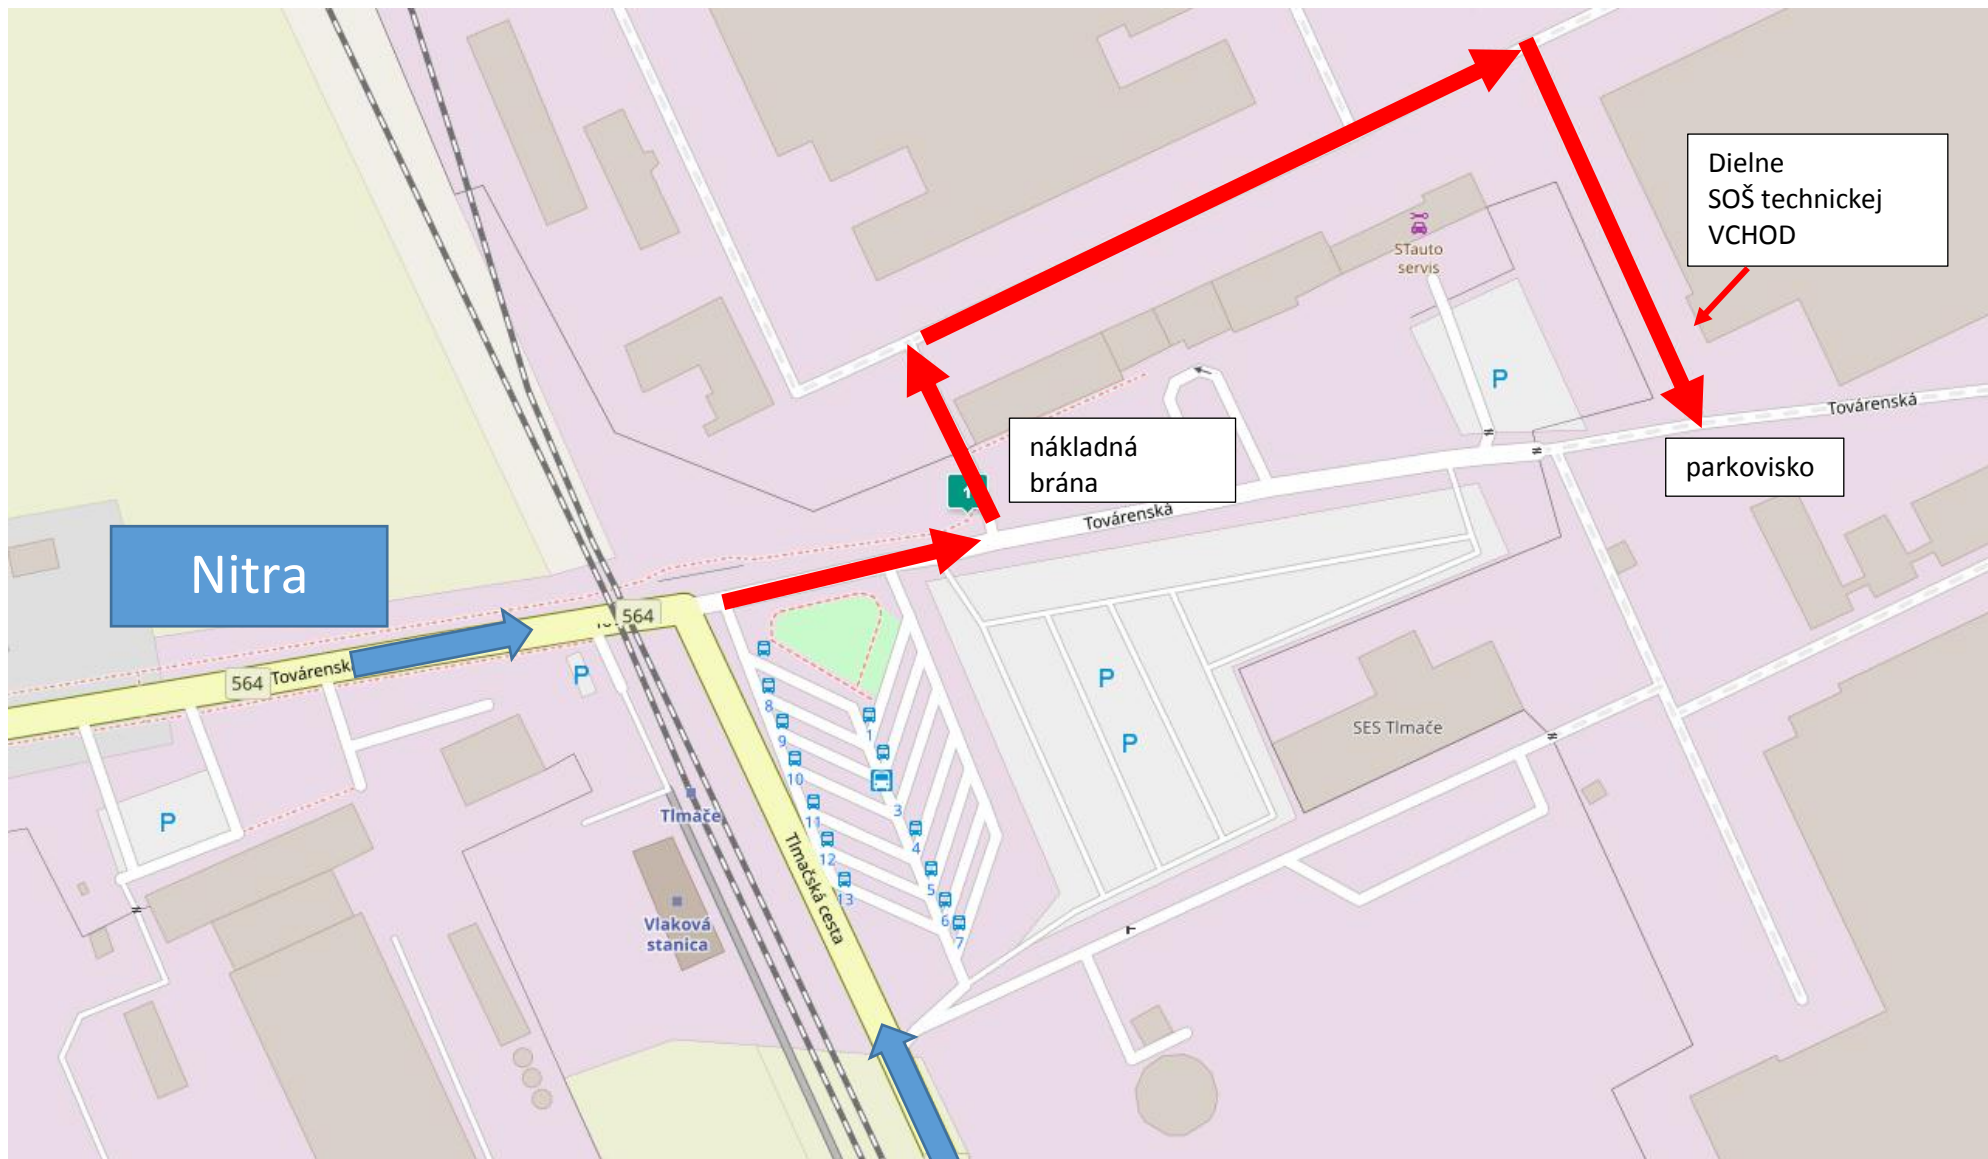 Dielne
SOŠ technickej
VCHOD
STauto
servis
P
Továrenská
nákladná
brána
parkovisko
1
Továrenská
Nitra
564
564
Továrensk
P
P
P
P
8
1
9
10
3
11
4
12
5
13
6
7
SES Tlmače
Tlmače
Tlmačská cesta
Vlaková
stanica